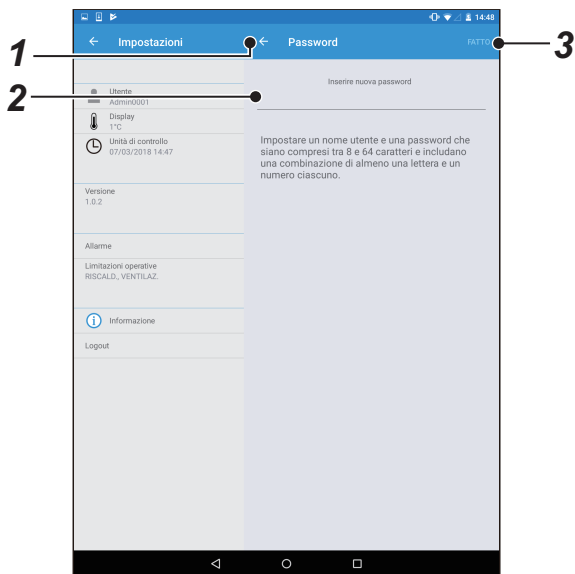 14:48
Impostazioni
Password
FATTO
1
2
3
Utente
Admin0001
Display
1°C
Unità di controllo
07/03/2018 14:47
Versione
1.0.2
Allarme
Limitazioni operative
RISCALD., VENTILAZ.
Informazione
Logout
Inserire nuova password
Impostare un nome utente e una password che
siano compresi tra 8 e 64 caratteri e includano
una combinazione di almeno una lettera e un
numero ciascuno.